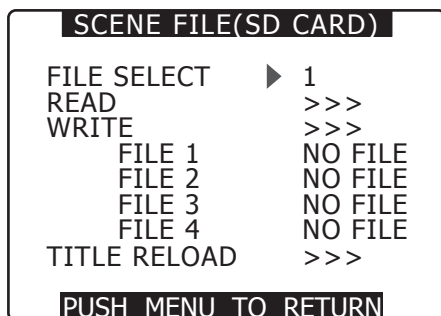 SCENE FILE(SD CARD)
FILE SELECT ▶ 1
READ >>>
WRITE >>>
FILE 1 NO FILE
FILE 2 NO FILE
FILE 3 NO FILE
FILE 4 NO FILE
TITLE RELOAD >>>
PUSH MENU TO RETURN